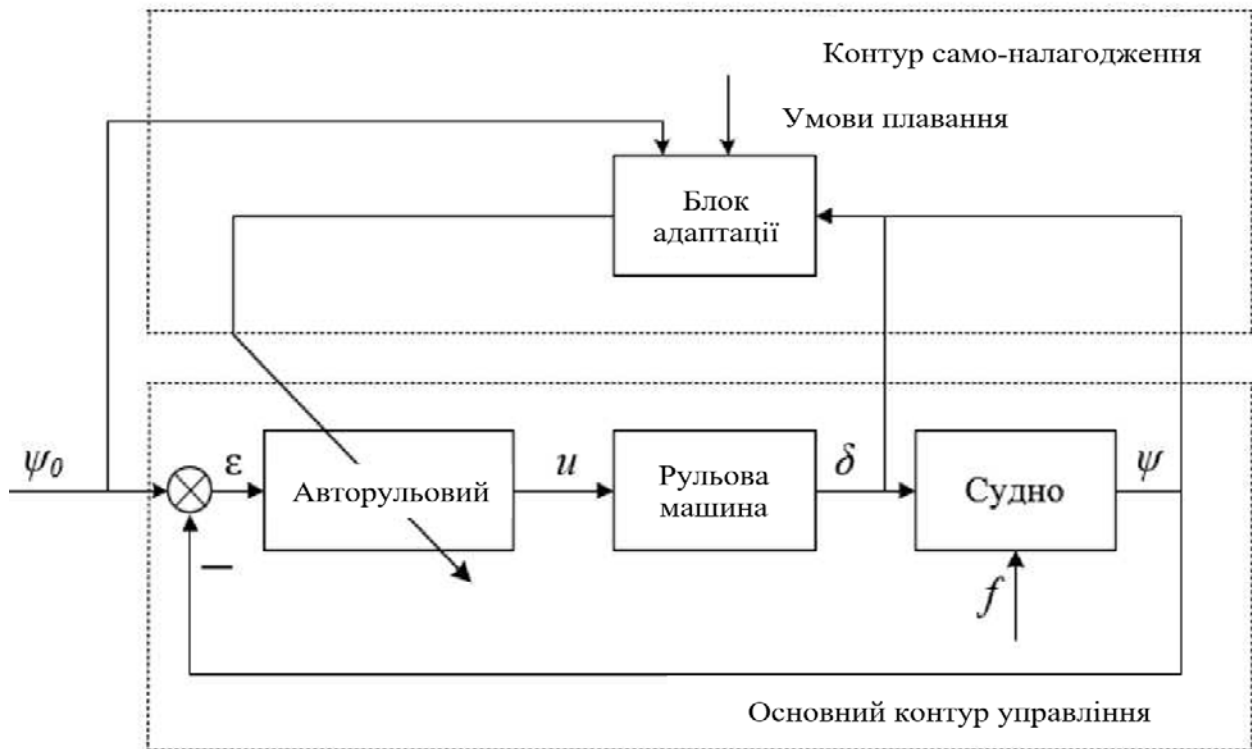 Контур само-налагодження
Умови плавання
Блок
адаптації
ψ0
ε
Авторульовий
u
Рульова
машина
δ
Судно
ψ
−
f
Основний контур управління